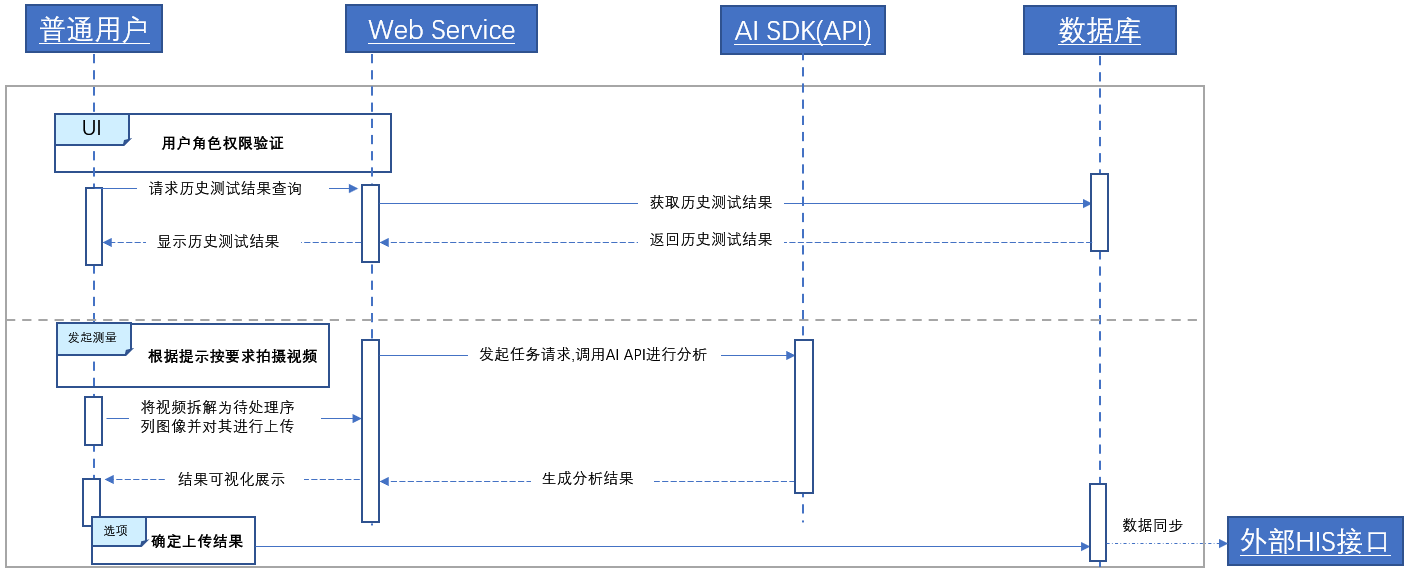 普通用户
Web Service
AI SDK(API)
数据库
UI
用户角色权限验证
请求历史测试结果查询
获取历史测试结果
显示历史测试结果
返回历史测试结果
发起测量
根据提示按要求拍摄视频
发起任务请求,调用AI API进行分析
将视频拆解为待处理序
列图像并对其进行上传
结果可视化展示
生成分析结果
选项
确定上传结果
数据同步
外部HIS接口